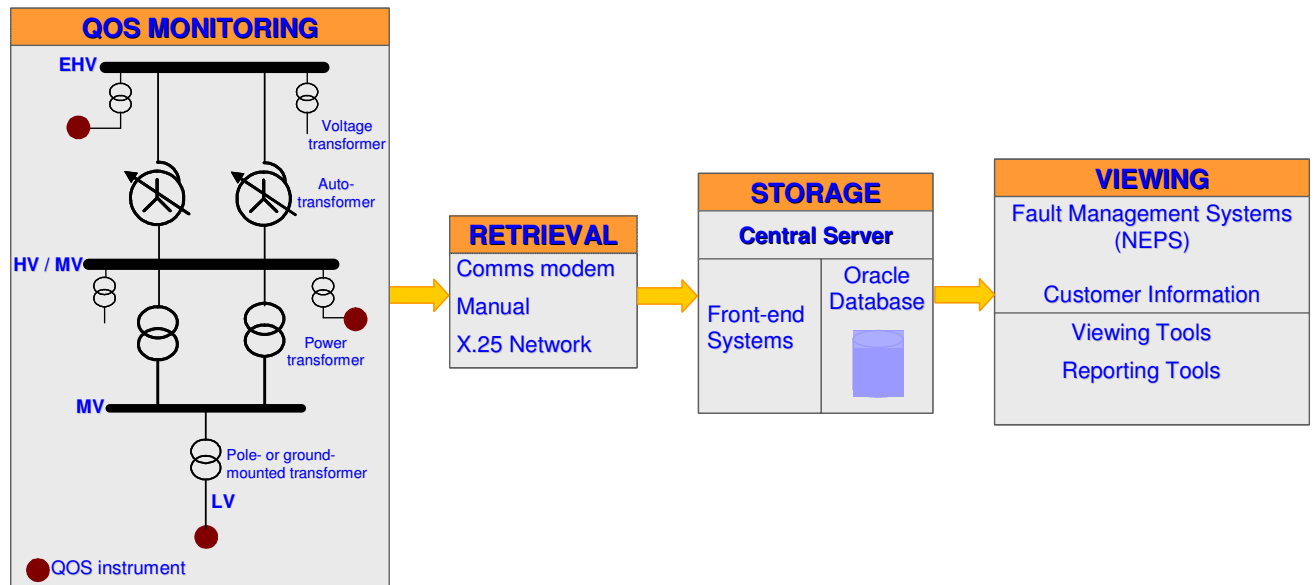 QOS MONITORING
EHV
Voltage
transformer
Auto-
transformer
HV / MV
Power
transformer
MV
Pole- or ground-
mounted transformer
LV
QOS instrument
RETRIEVAL
Comms modem
Manual
X.25 Network
STORAGE
Central Server
Front-end
Systems
Oracle
Database
VIEWING
Fault Management Systems
(NEPS)
Customer Information
Viewing Tools
Reporting Tools